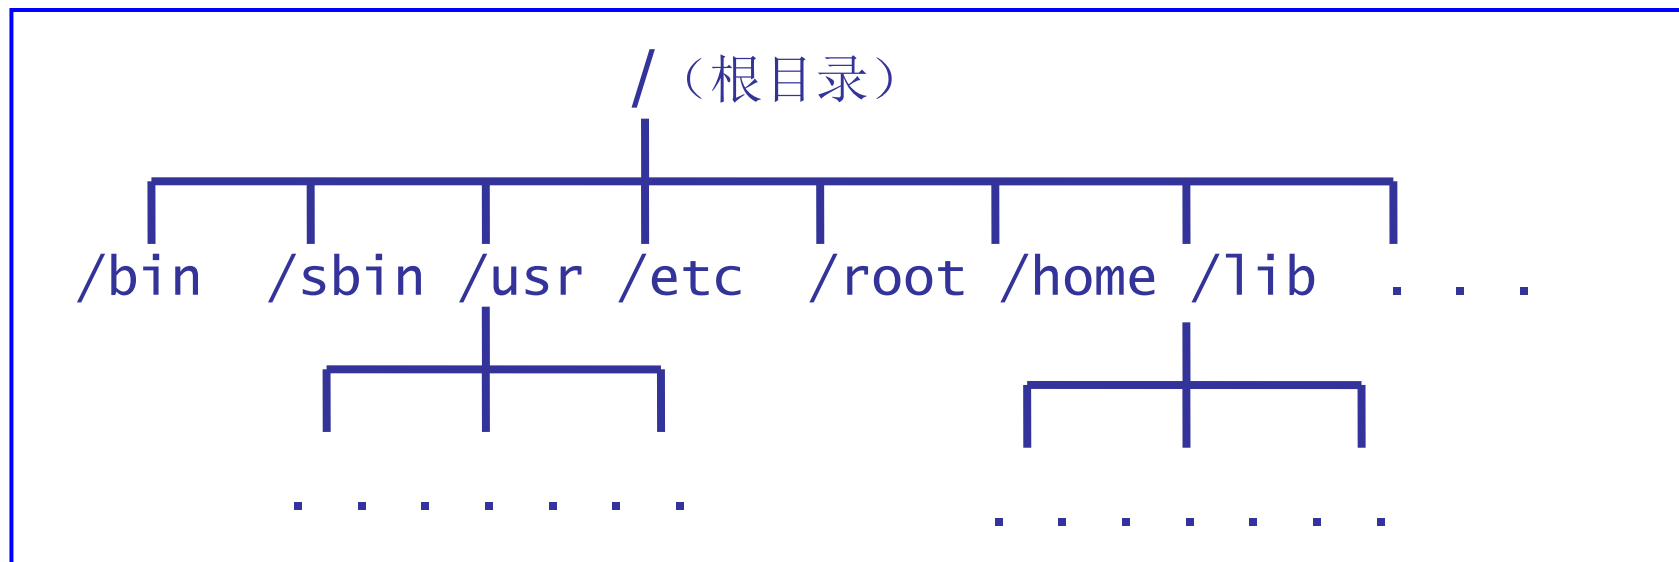 /（根目录）
/bin /sbin /usr /etc /root /home /lib . . .
. . . . . . .
. . . . . . .